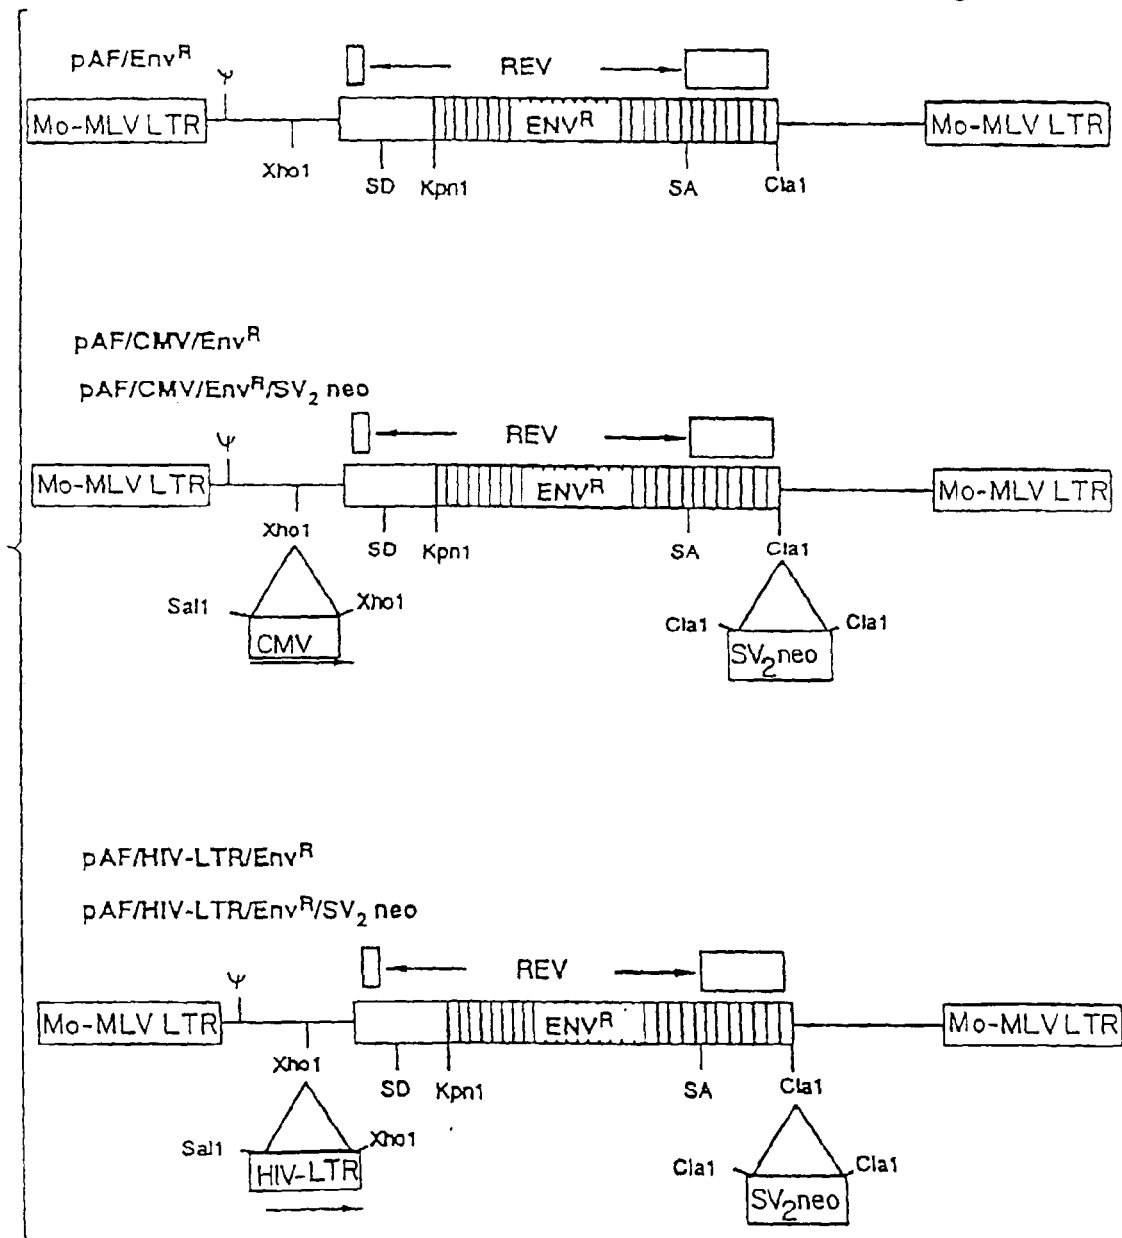 pAF/Env^R
Ψ
REV
Mo-MLV LTR ENV^R Mo-MLV LTR
Xho1
SD Kpn1 SA Cla1
pAF/CMV/Env^R
pAF/CMV/Env^R/SV₂ neo
Ψ
REV
Mo-MLV LTR ENV^R Mo-MLV LTR
Xho1 SD Kpn1 SA Cla1
Sal1 Xho1 Cla1 Cla1
CMV SV₂neo
pAF/HIV-LTR/Env^R
pAF/HIV-LTR/Env^R/SV₂ neo
Ψ
REV
Mo-MLV LTR ENV^R Mo-MLV LTR
Xho1 SD Kpn1 SA Cla1
Sal1 Xho1 Cla1 Cla1
HIV-LTR SV₂neo